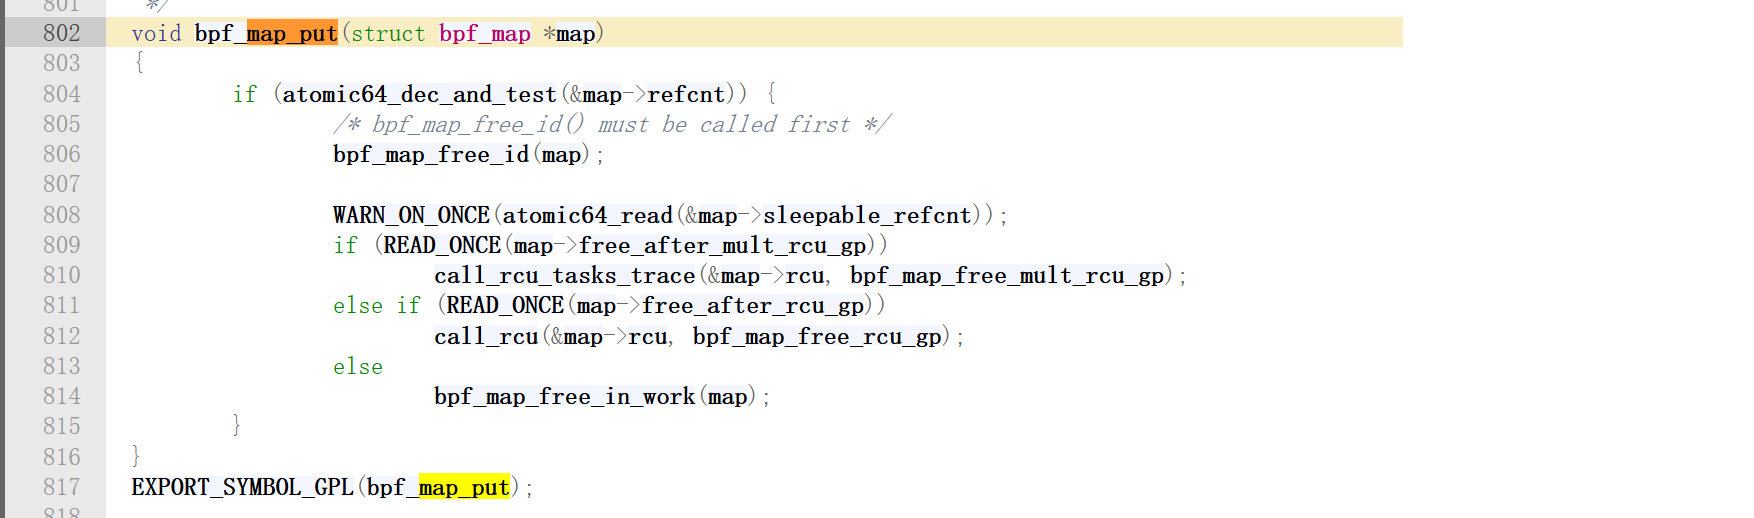 801 */
802 void bpf_map_put(struct bpf_map *map)
803 {
804 if (atomic64_dec_and_test(&map->refcnt)) {
805 /* bpf_map_free_id() must be called first */
806 bpf_map_free_id(map);
807
808 WARN_ON_ONCE(atomic64_read(&map->sleepable_refcnt));
809 if (READ_ONCE(map->free_after_mult_rcu_gp))
810 call_rcu_tasks_trace(&map->rcu, bpf_map_free_mult_rcu_gp);
811 else if (READ_ONCE(map->free_after_rcu_gp))
812 call_rcu(&map->rcu, bpf_map_free_rcu_gp);
813 else
814 bpf_map_free_in_work(map);
815 }
816 }
817 EXPORT_SYMBOL_GPL(bpf_map_put);
818